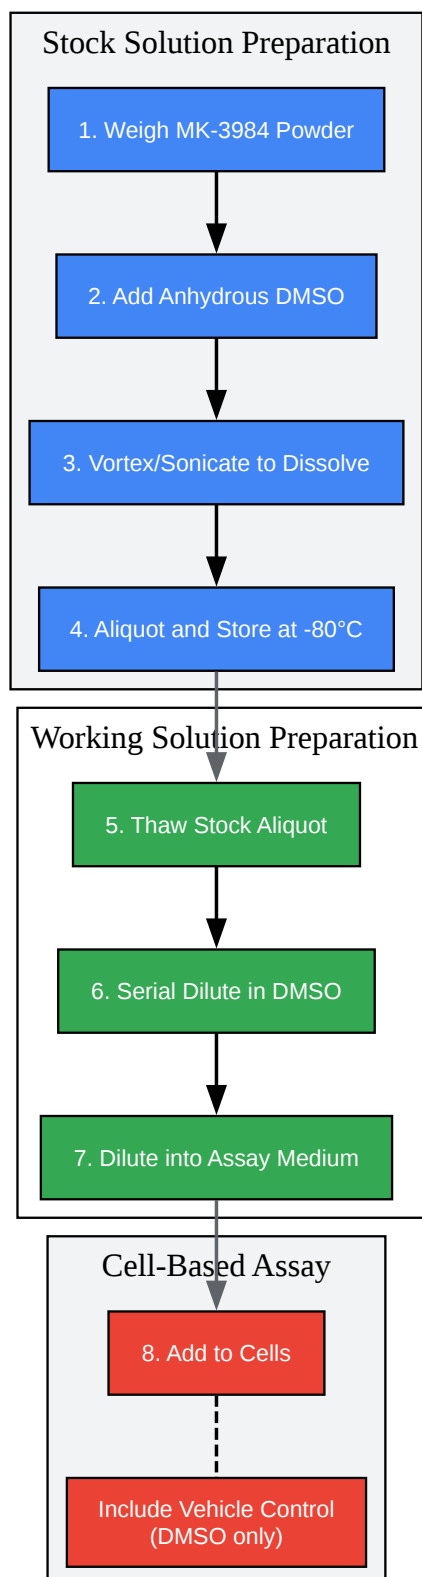 Stock Solution Preparation
1. Weigh MK-3984 Powder
2. Add Anhydrous DMSO
3. Vortex/Sonicate to Dissolve
4. Aliquot and Store at -80°C
Working Solution Preparation
5. Thaw Stock Aliquot
6. Serial Dilute in DMSO
7. Dilute into Assay Medium
Cell-Based Assay
8. Add to Cells
Include Vehicle Control
(DMSO only)